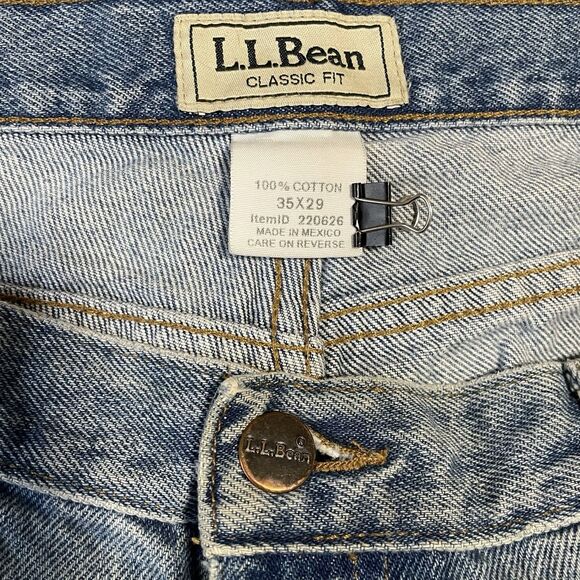 L.L.Bean
CLASSIC FIT
100% COTTON
35X29
ItemID 220626
MADE IN MEXICO
CARE ON REVERSE
L.L.Bean